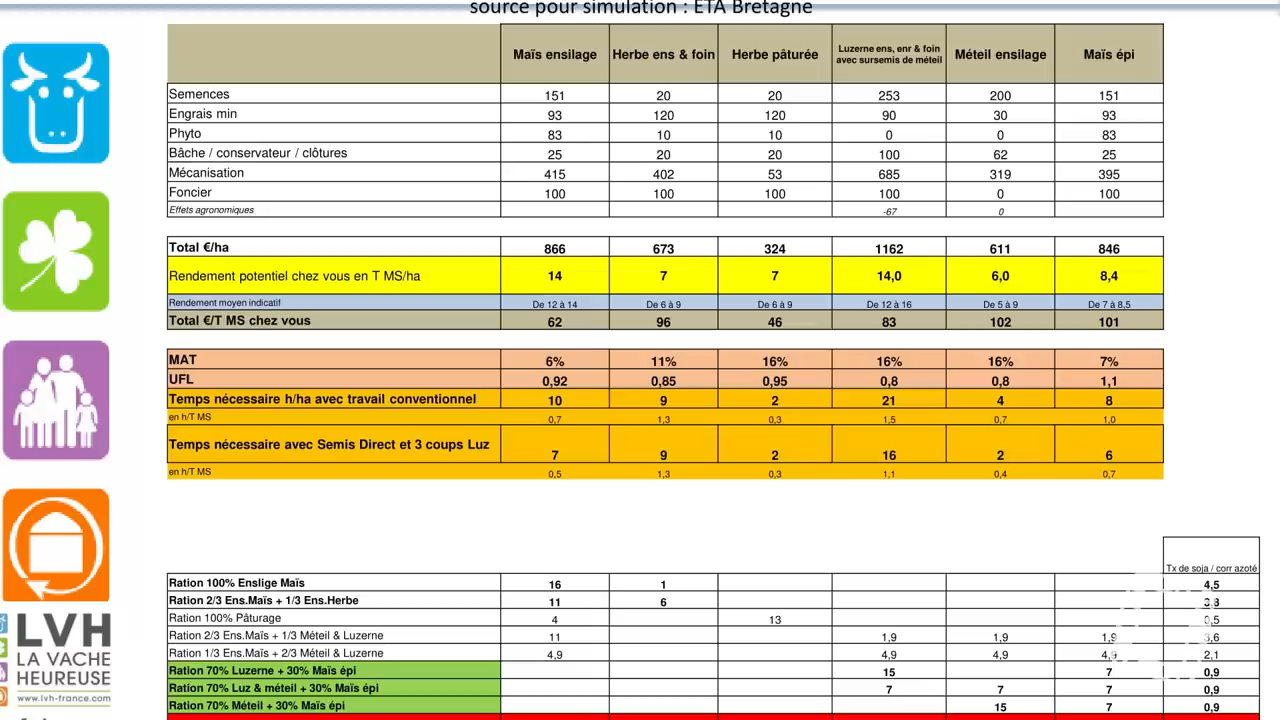 source pour simulation : ETA Bretagne
Maïs ensilage Herbe ens & foin Herbe pâturée Luzerne ens, enr & foin avec sursemis de méteil Méteil ensilage Maïs épi
Semences 151 20 20 253 200 151
Engrais min 93 120 120 90 30 93
Phyto 83 10 10 0 0 83
Bâche / conservateur / clôtures 25 20 20 100 62 25
Mécanisation 415 402 53 685 319 395
Foncier 100 100 100 100 0 100
Effets agronomiques -67 0
Total €/ha 866 673 324 1162 611 846
Rendement potentiel chez vous en T MS/ha 14 7 7 14,0 6,0 8,4
Rendement moyen indicatif De 12 à 14 De 6 à 9 De 6 à 9 De 12 à 16 De 5 à 9 De 7 à 8,5
Total €/T MS chez vous 62 96 46 83 102 101
MAT 6% 11% 16% 16% 16% 7%
UFL 0,92 0,85 0,95 0,8 0,8 1,1
Temps nécessaire h/ha avec travail conventionnel 10 9 2 21 4 8
en h/T MS 0,7 1,3 0,3 1,5 0,7 1,0
Temps nécessaire avec Semis Direct et 3 coups Luz 7 9 2 16 2 6
en h/T MS 0,5 1,3 0,3 1,1 0,4 0,7
Tx de soja / corr azoté
Ration 100% Enslige Maïs 16 1 4,5
Ration 2/3 Ens.Maïs + 1/3 Ens.Herbe 11 6 3,8
Ration 100% Pâturage 4 13 0,5
Ration 2/3 Ens.Maïs + 1/3 Méteil & Luzerne 11 1,9 1,9 1,9 3,6
Ration 1/3 Ens.Maïs + 2/3 Méteil & Luzerne 4,9 4,9 4,9 4,9 2,1
Ration 70% Luzerne + 30% Maïs épi 15 7 0,9
Ration 70% Luz & méteil + 30% Maïs épi 7 7 7 0,9
Ration 70% Méteil + 30% Maïs épi 15 7 0,9
LVH
LA VACHE
HEUREUSE
www.lvh-france.com